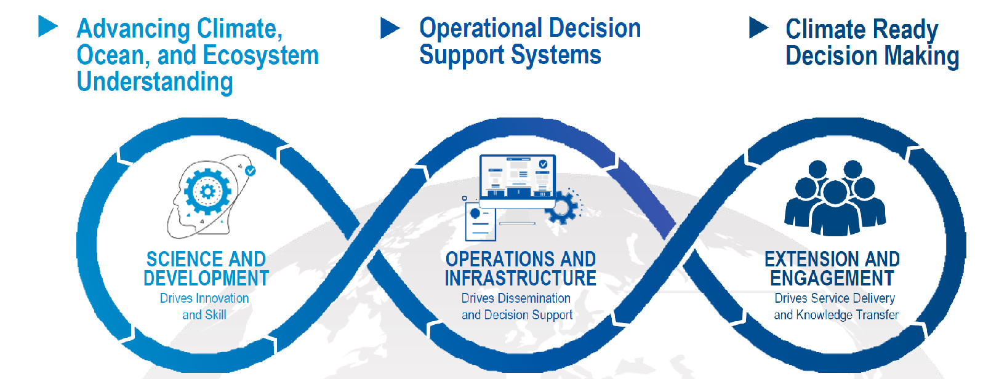 Advancing Climate,
Ocean, and Ecosystem
Understanding
Operational Decision
Support Systems
Climate Ready
Decision Making
SCIENCE AND
DEVELOPMENT
Drives Innovation
and Skill
OPERATIONS AND
INFRASTRUCTURE
Drives Dissemination
and Decision Support
EXTENSION AND
ENGAGEMENT
Drives Service Delivery
and Knowledge Transfer